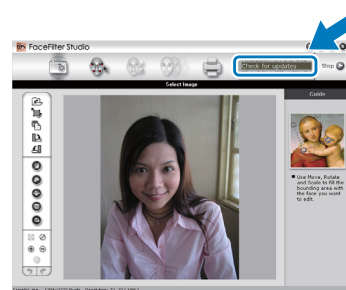 FaceFilter Studio
Check for updates
Stop
Select Image
Guide
Use Move, Rotate
and Scale to fill the
bounding area with
the face you want
to edit.